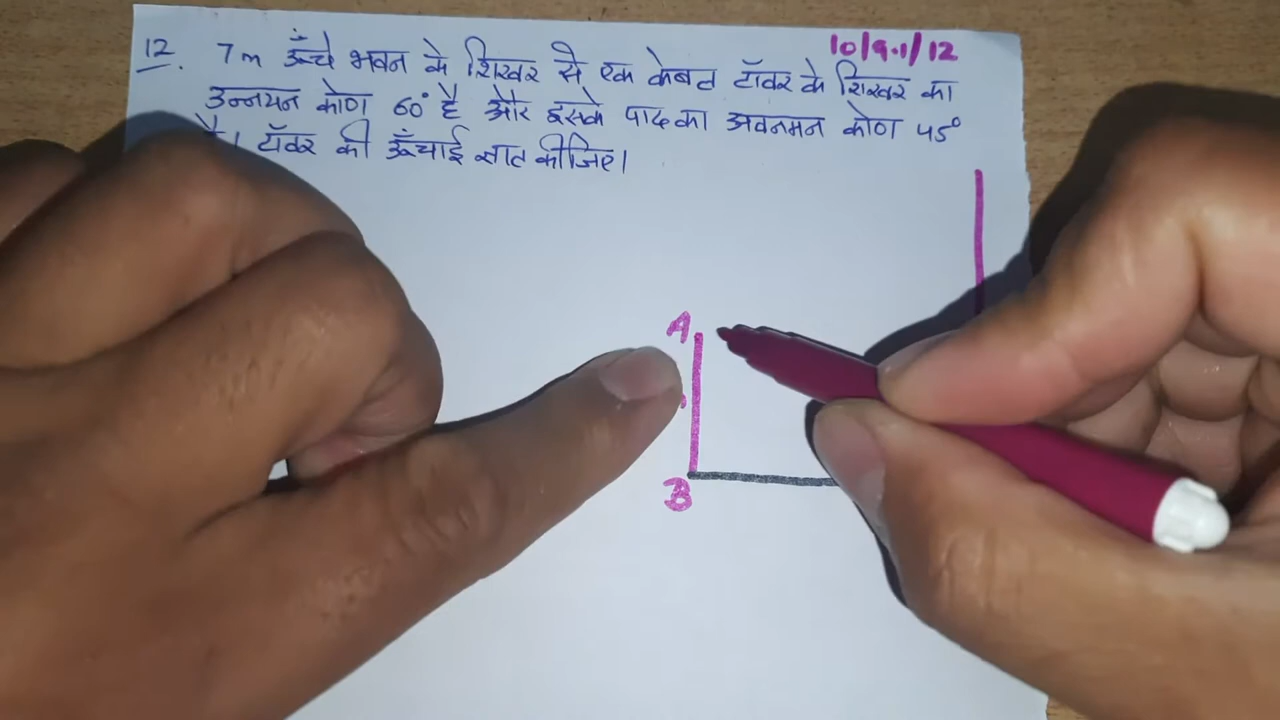 10/9.1/12
12. 7m ऊँचे भवन के शिखर से एक केबल टॉवर के शिखर का
उन्नयन कोण 60° है और इसके पाद का अवनमन कोण 45°
है। टॉवर की ऊँचाई ज्ञात कीजिए।
A
B